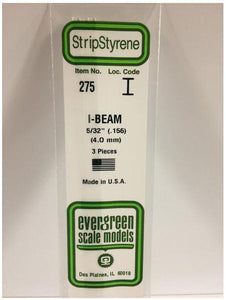 StripStyrene
Item No. Loc. Code
275
I-BEAM
5/32" (.156)
(4.0 mm)
3 Pieces
Made in U.S.A.
evergreen
scale models
Des Plaines, IL 60018